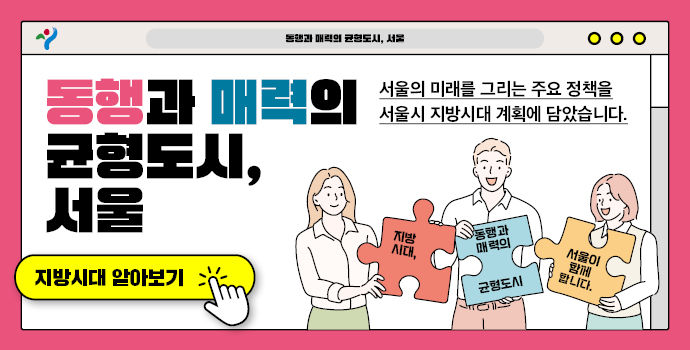 동행과 매력의 균형도시, 서울
동행과 매력의
균형도시,
서울
서울의 미래를 그리는 주요 정책을
서울시 지방시대 계획에 담았습니다.
지방
시대,
동행과
매력의
균형도시
서울이
함께
합니다.
지방시대 알아보기